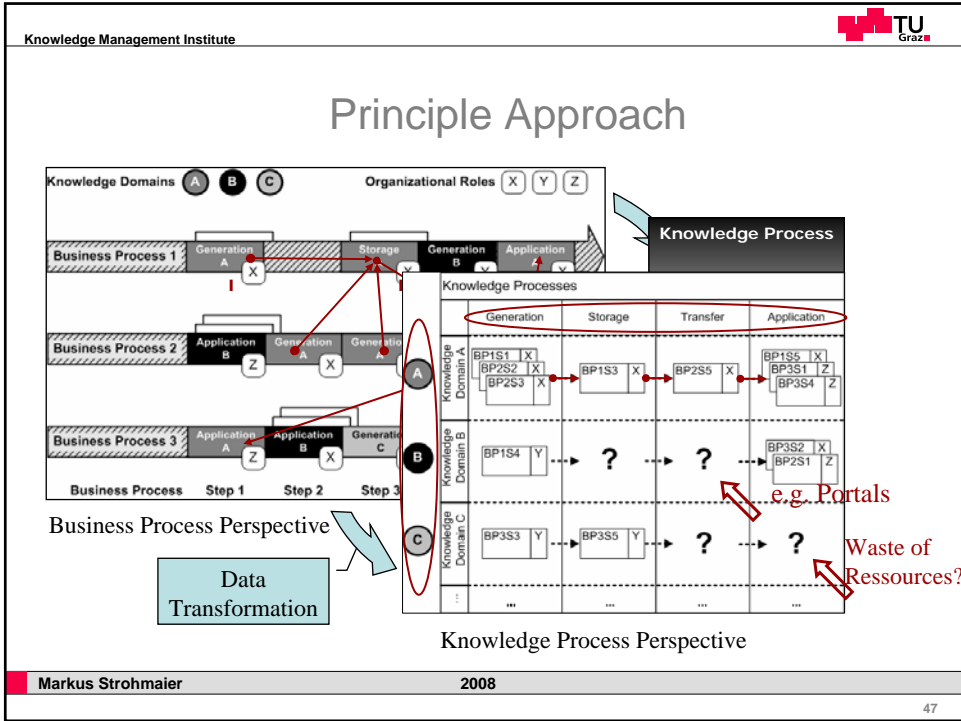 Knowledge Management Institute
TU
Graz
Principle Approach
Knowledge Domains A B C Organizational Roles X Y Z
Knowledge Process
Business Process 1
Generation A X
Storage
Generation B
Application
Business Process 2
Application B Z
Generation A X
A
Business Process 3
Application A Z
Application B X
C
Business Process Step 1 Step 2 Step 3
Business Process Perspective
Data
Transformation
Knowledge Processes
Generation Storage Transfer Application
A
Knowledge Domain A
BP1S1 X
BP2S2 X
BP2S3 X
BP1S3 X
BP2S5 X
BP1S5 X
BP3S1 Z
BP3S4 Z
B
Knowledge Domain B
BP1S4 Y
?
?
BP3S2 X
BP2S1 Z
e.g. Portals
C
Knowledge Domain C
BP3S3 Y
BP3S5 Y
?
?
Waste of
Ressources?
... ... ... ... ...
Knowledge Process Perspective
Markus Strohmaier 2008
47